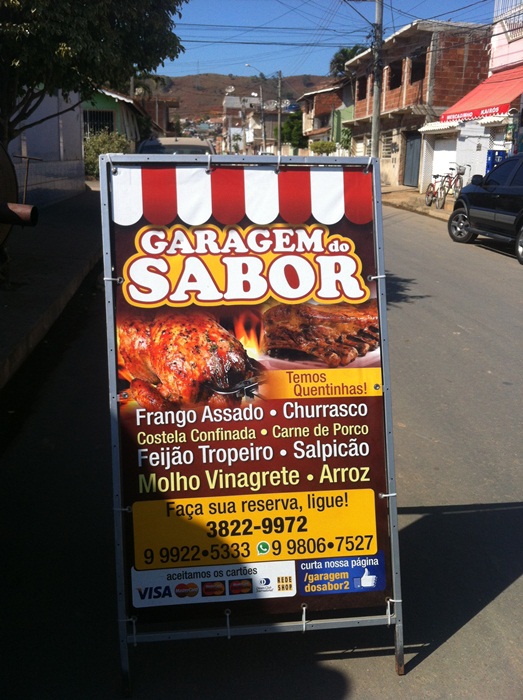 GARAGEM do
SABOR
Temos
Quentinhas!
Frango Assado • Churrasco
Costela Confinada • Carne de Porco
Feijão Tropeiro • Salpicão
Molho Vinagrete • Arroz
Faça sua reserva, ligue!
3822-9972
9 9922•5333 9 9806•7527
aceitamos os cartões
VISA
REDE
SHOP
curta nossa página
/garagem
dosabor2